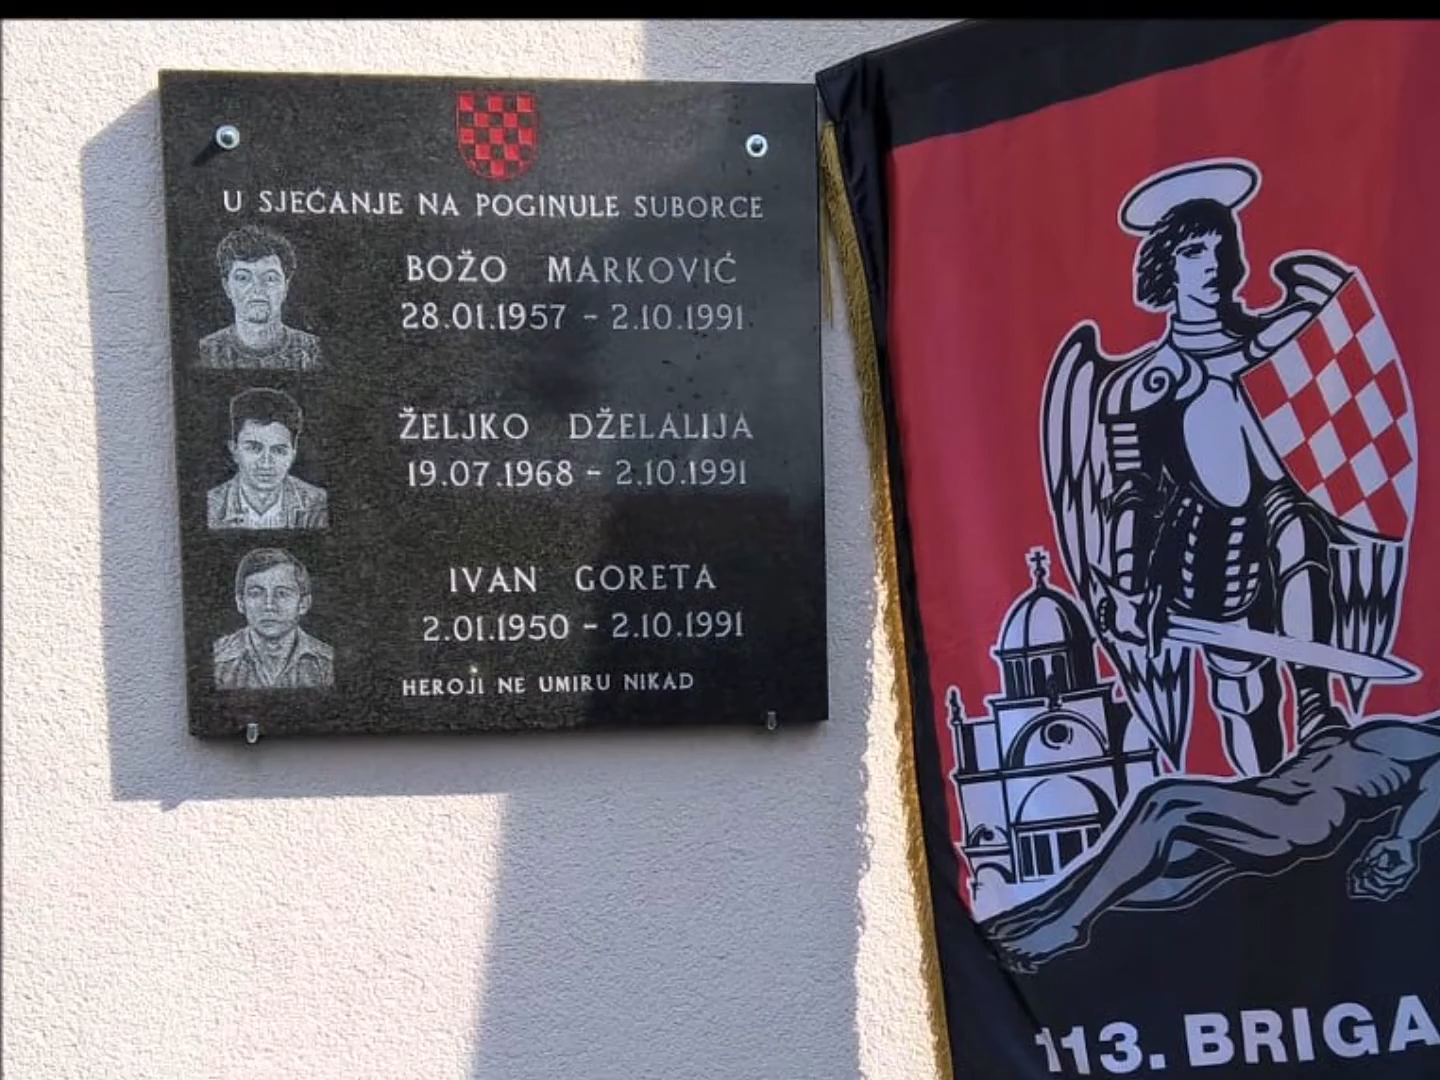 U SJEĆANJE NA POGINULE SUBORCE
BOŽO MARKOVIĆ
28.01.1957 - 2.10.1991.
ŽELJKO DŽELALIJA
19.07.1968 - 2.10.1991
IVAN GORETA
2.01.1950 - 2.10.1991
HEROJI NE UMIRU NIKAD
113. BRIGA